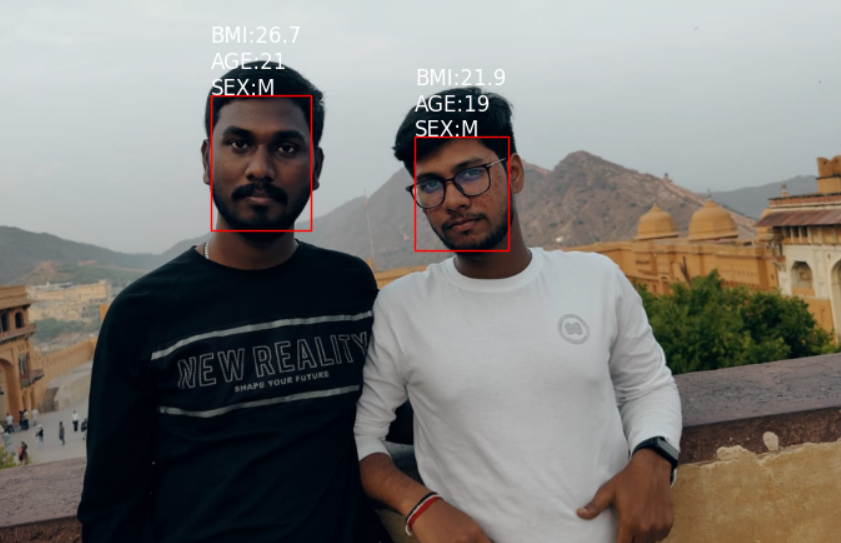 BMI:26.7
AGE:21
SEX:M
BMI:21.9
AGE:19
SEX:M
NEW REALITY
SHAPE YOUR FUTURE